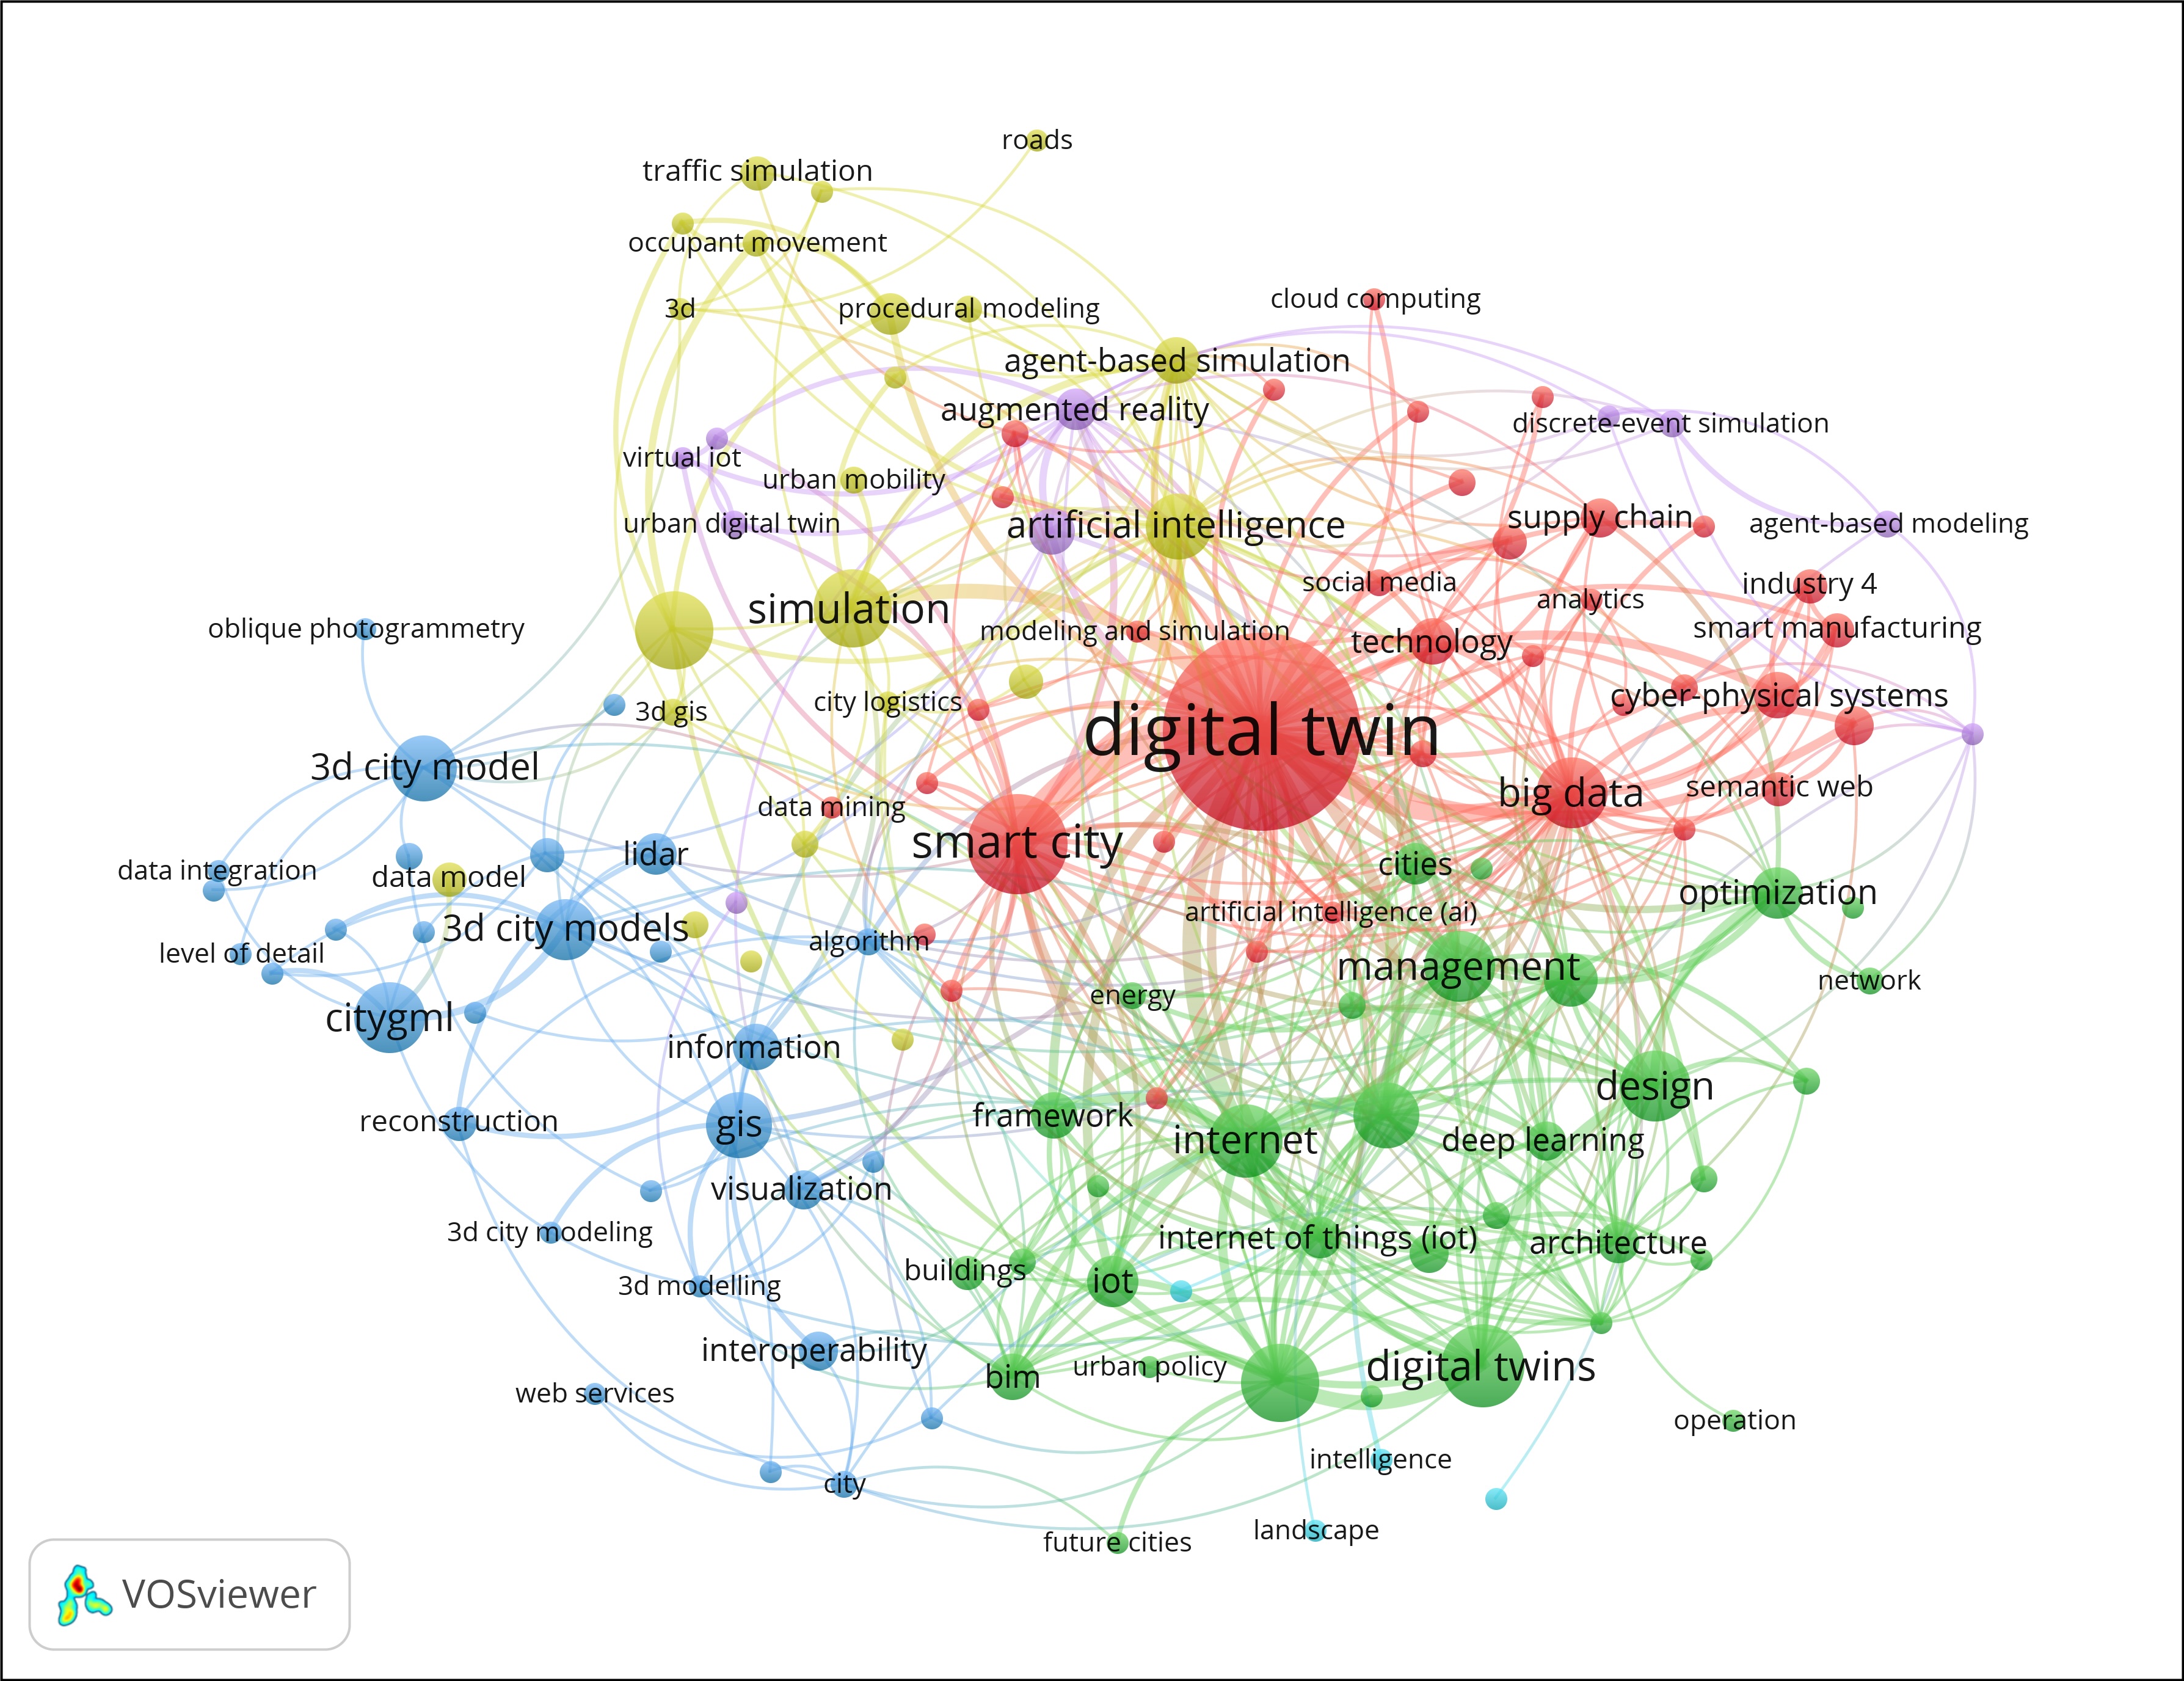 roads
traffic simulation
occupant movement
3d
procedural modeling
cloud computing
agent-based simulation
augmented reality
discrete-event simulation
virtual iot
urban mobility
urban digital twin
artificial intelligence
supply chain
agent-based modeling
social media
analytics
industry 4
simulation
oblique photogrammetry
modeling and simulation
technology
smart manufacturing
3d gis
city logistics
cyber-physical systems
digital twin
3d city model
data mining
big data
semantic web
smart city
lidar
cities
data integration
data model
optimization
3d city models
algorithm
artificial intelligence (ai)
level of detail
management
network
energy
citygml
information
design
reconstruction
gis
framework
internet
deep learning
visualization
3d city modeling
internet of things (iot)
architecture
3d modelling
buildings
iot
interoperability
bim
urban policy
digital twins
web services
operation
intelligence
city
landscape
future cities
VOSviewer